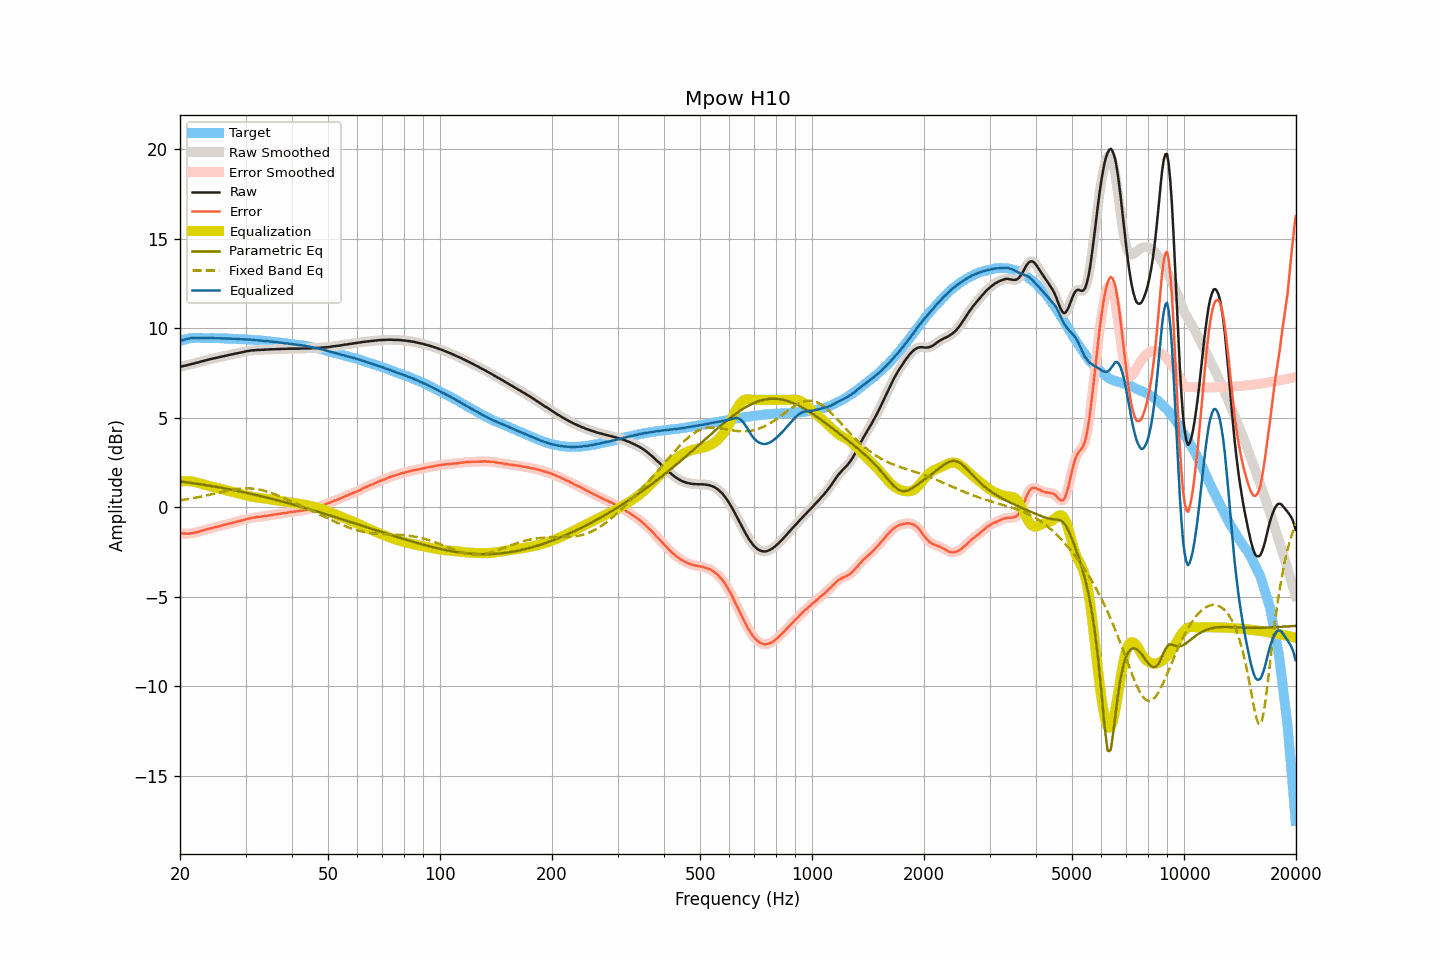 Mpow H10
Target
Raw Smoothed
Error Smoothed
Raw
Error
Equalization
Parametric Eq
Fixed Band Eq
Equalized
20
15
10
5
0
−5
−10
−15
Amplitude (dBr)
20 50 100 200 500 1000 2000 5000 10000 20000
Frequency (Hz)